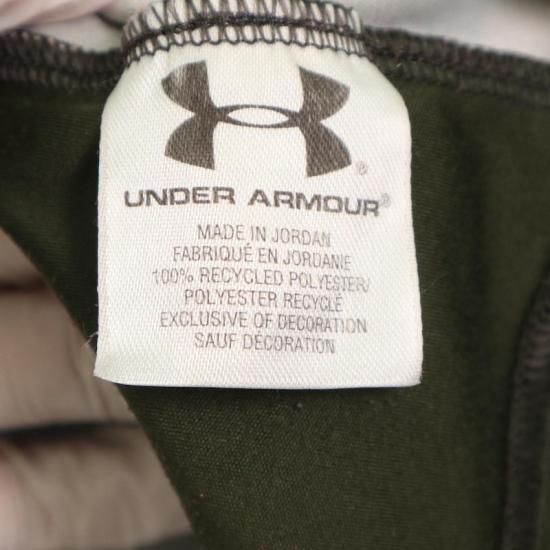 UNDER ARMOUR®
MADE IN JORDAN
FABRIQUÉ EN JORDANIE
100% RECYCLED POLYESTER/
POLYESTER RECYCLÉ
EXCLUSIVE OF DECORATION
SAUF DÉCORATION